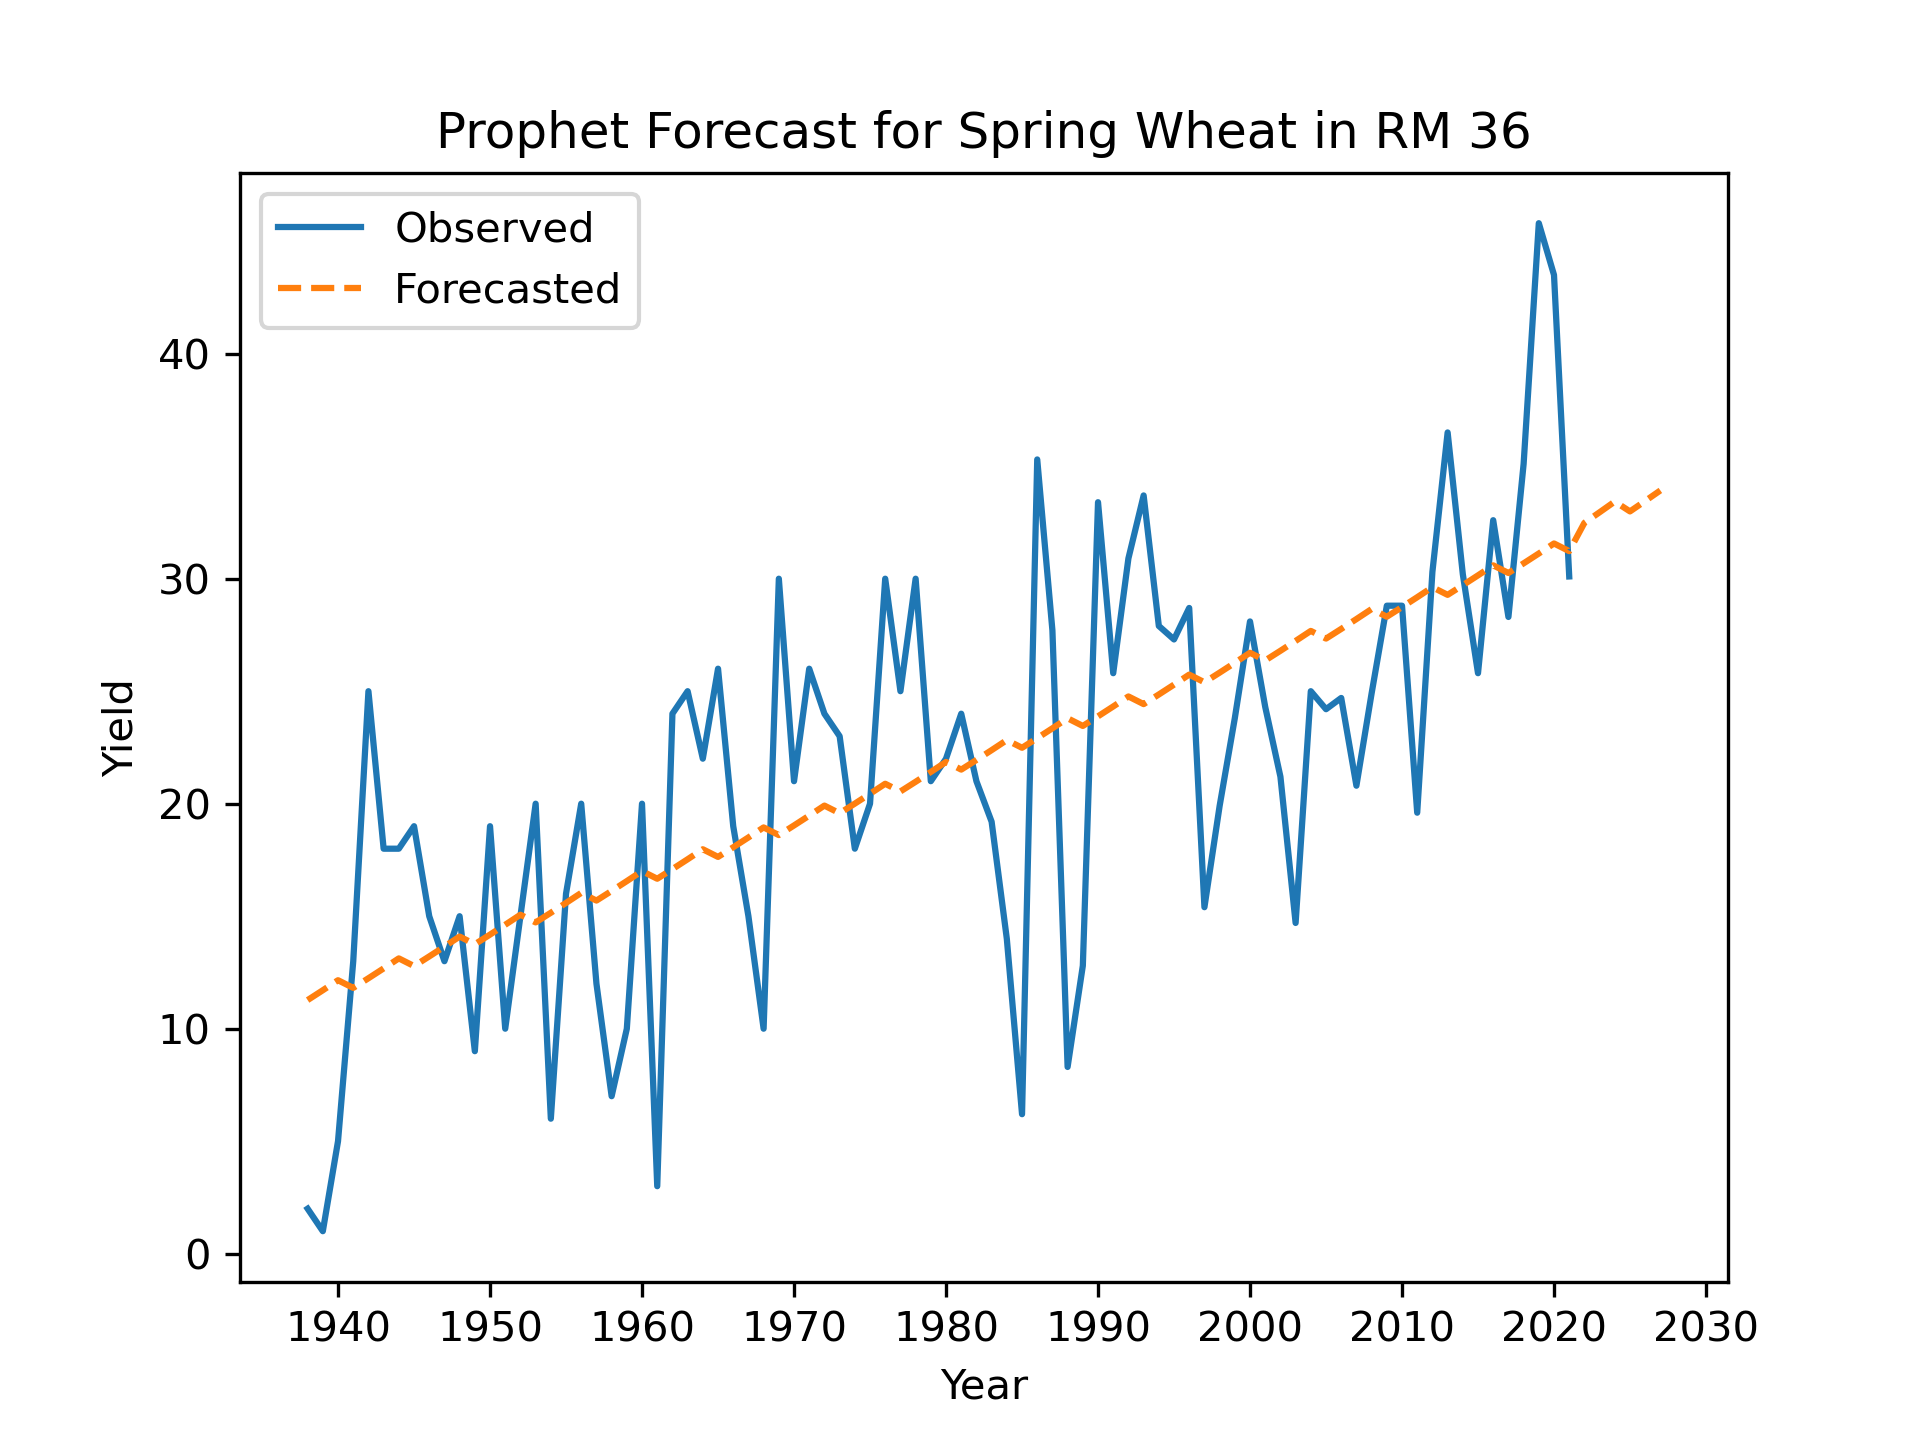 Prophet Forecast for Spring Wheat in RM 36
Observed
Forecasted
40
30
20
10
0
Yield
1940 1950 1960 1970 1980 1990 2000 2010 2020 2030
Year